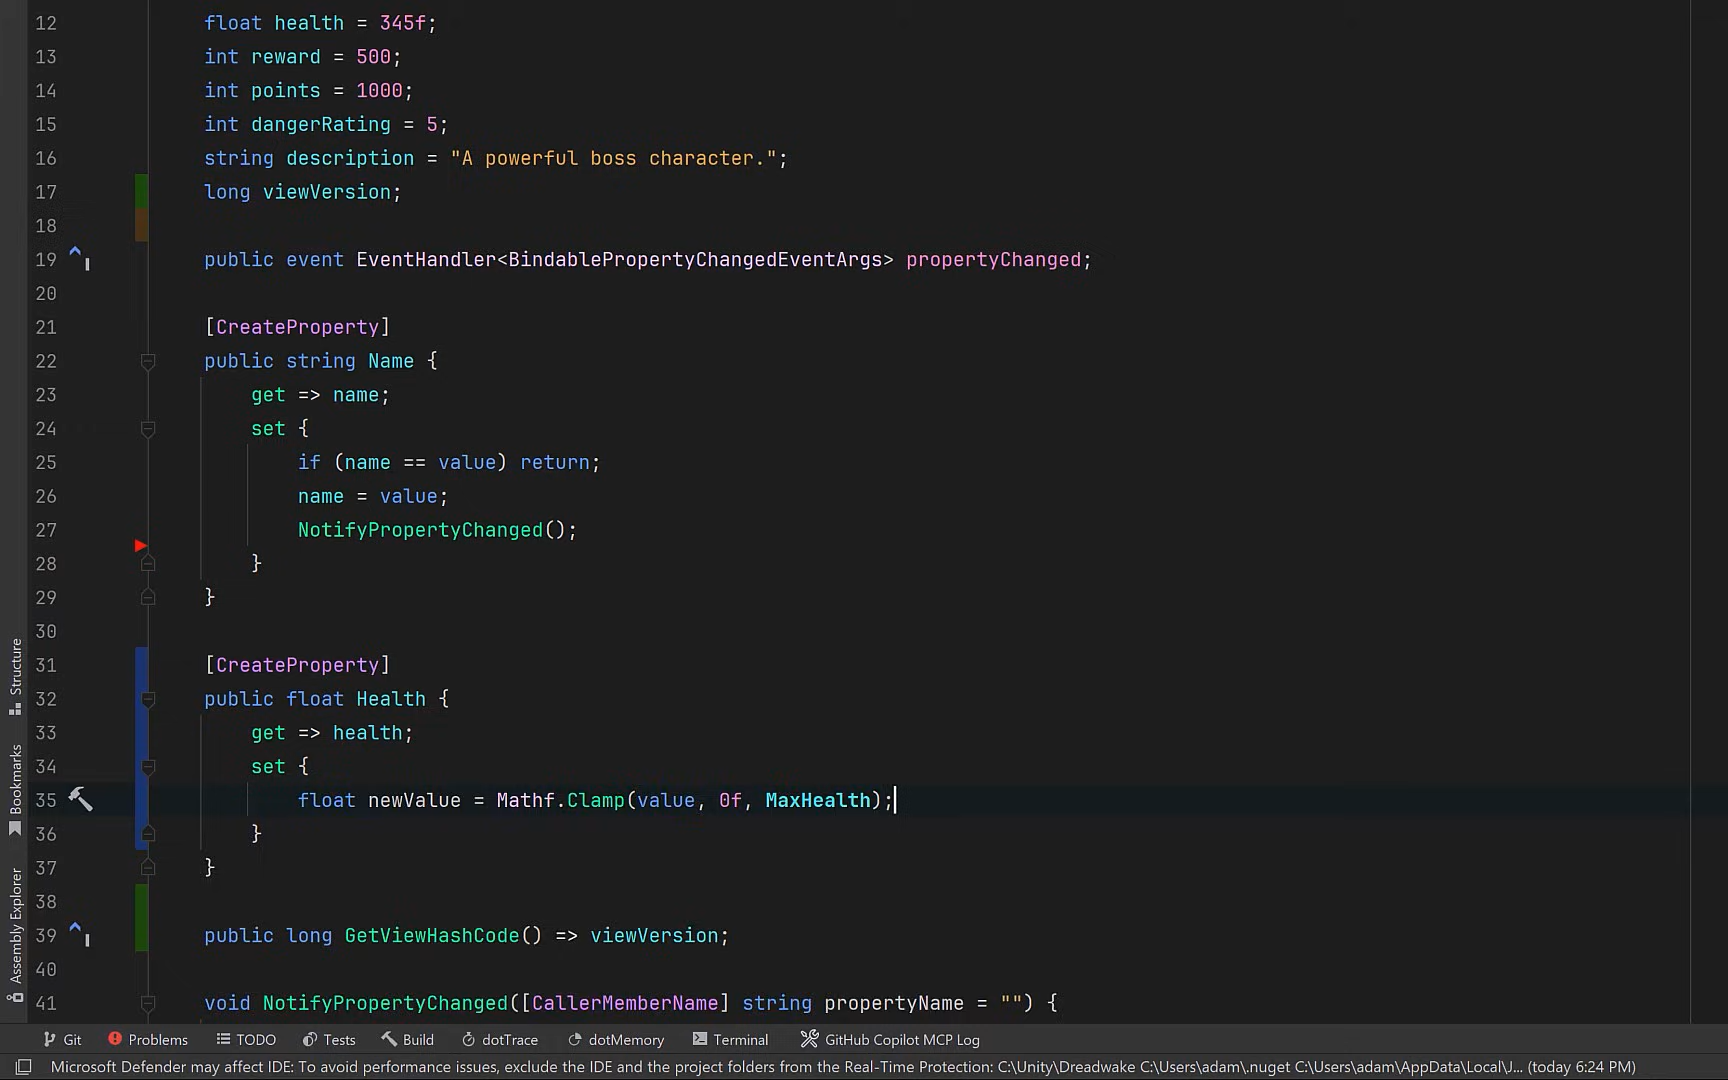 12 float health = 345f;
13 int reward = 500;
14 int points = 1000;
15 int dangerRating = 5;
16 string description = "A powerful boss character.";
17 long viewVersion;
18
19 public event EventHandler<BindablePropertyChangedEventArgs> propertyChanged;
20
21 [CreateProperty]
22 public string Name {
23 get => name;
24 set {
25 if (name == value) return;
26 name = value;
27 NotifyPropertyChanged();
28 }
29 }
30
31 [CreateProperty]
32 public float Health {
33 get => health;
34 set {
35 float newValue = Mathf.Clamp(value, 0f, MaxHealth);
36 }
37 }
38
39 public long GetViewHashCode() => viewVersion;
40
41 void NotifyPropertyChanged([CallerMemberName] string propertyName = "") {
Structure
Bookmarks
Assembly Explorer
Git Problems TODO Tests Build dotTrace dotMemory Terminal GitHub Copilot MCP Log
Microsoft Defender may affect IDE: To avoid performance issues, exclude the IDE and the project folders from the Real-Time Protection: C:\Unity\Dreadwake C:\Users\adam\.nuget C:\Users\adam\AppData\Local\J... (today 6:24 PM)